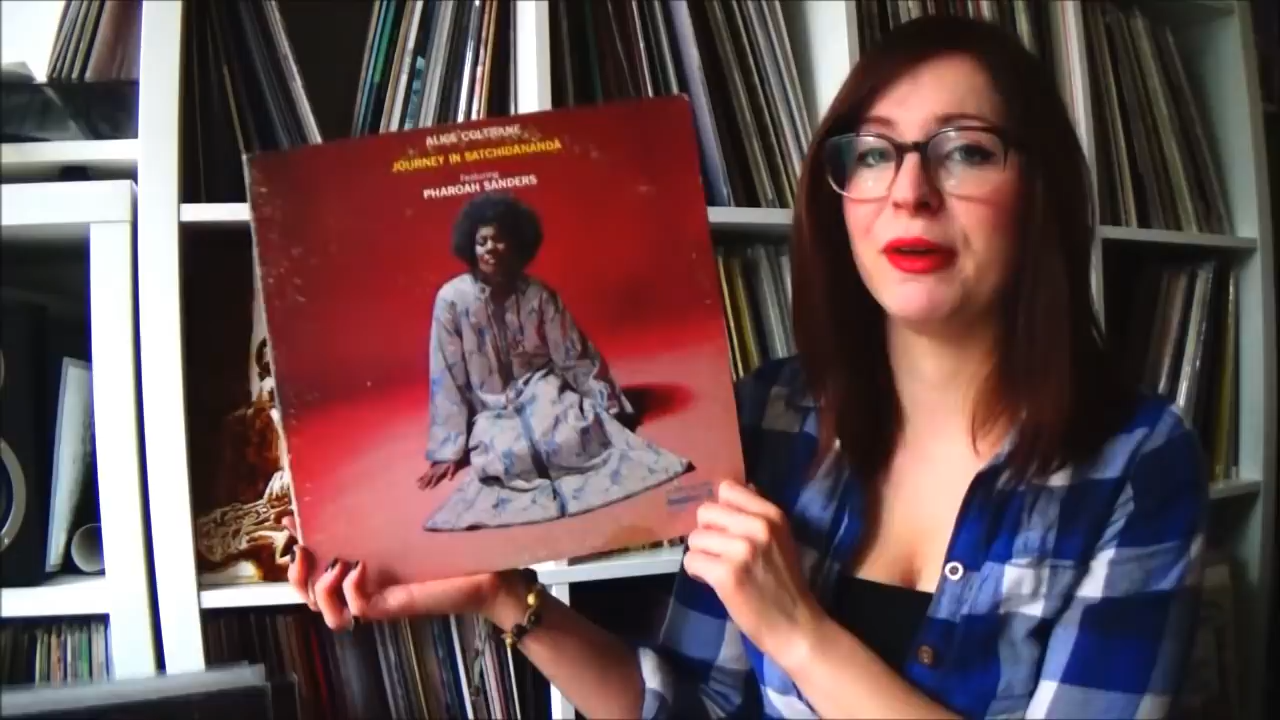 ALICE COLTRANE
JOURNEY IN SATCHIDANANDA
Featuring
PHAROAH SANDERS